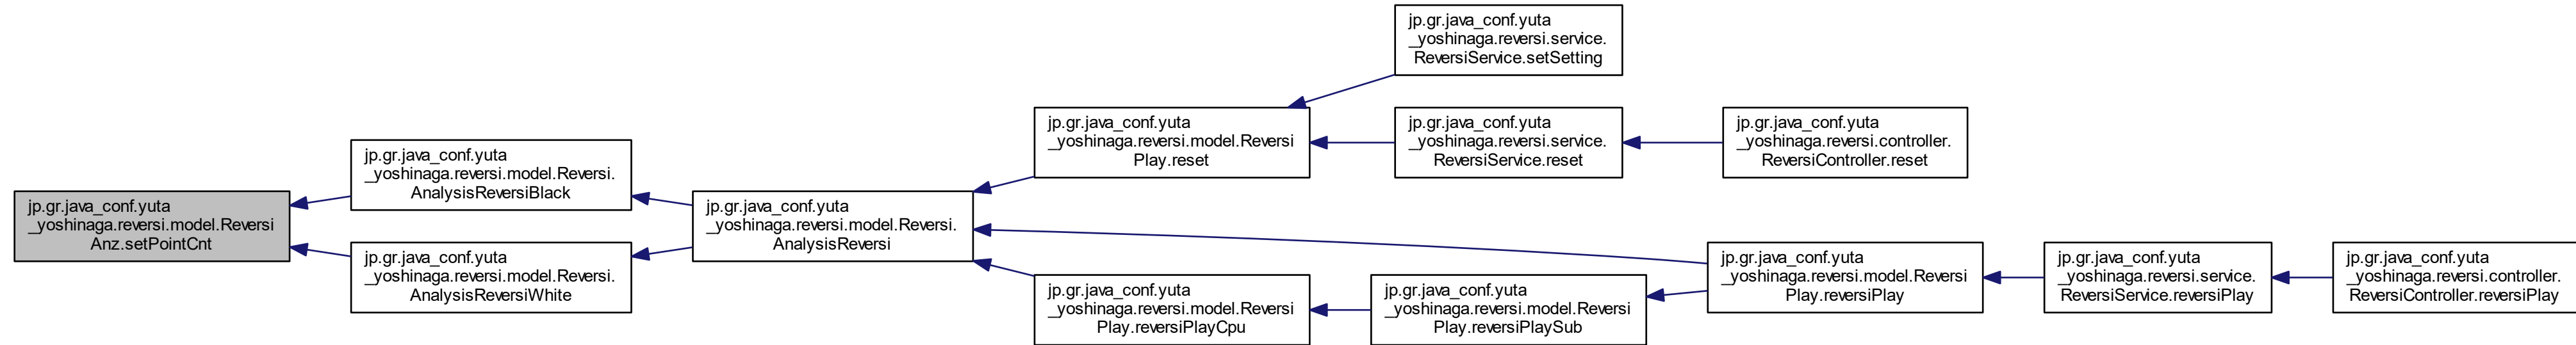 jp.gr.java_conf.yuta
_yoshinaga.reversi.model.Reversi
Anz.setPointCnt
jp.gr.java_conf.yuta
_yoshinaga.reversi.model.Reversi.
AnalysisReversiBlack
jp.gr.java_conf.yuta
_yoshinaga.reversi.model.Reversi.
AnalysisReversiWhite
jp.gr.java_conf.yuta
_yoshinaga.reversi.model.Reversi.
AnalysisReversi
jp.gr.java_conf.yuta
_yoshinaga.reversi.model.Reversi
Play.reset
jp.gr.java_conf.yuta
_yoshinaga.reversi.service.
ReversiService.setSetting
jp.gr.java_conf.yuta
_yoshinaga.reversi.service.
ReversiService.reset
jp.gr.java_conf.yuta
_yoshinaga.reversi.controller.
ReversiController.reset
jp.gr.java_conf.yuta
_yoshinaga.reversi.model.Reversi
Play.reversiPlayCpu
jp.gr.java_conf.yuta
_yoshinaga.reversi.model.Reversi
Play.reversiPlaySub
jp.gr.java_conf.yuta
_yoshinaga.reversi.model.Reversi
Play.reversiPlay
jp.gr.java_conf.yuta
_yoshinaga.reversi.service.
ReversiService.reversiPlay
jp.gr.java_conf.yuta
_yoshinaga.reversi.controller.
ReversiController.reversiPlay